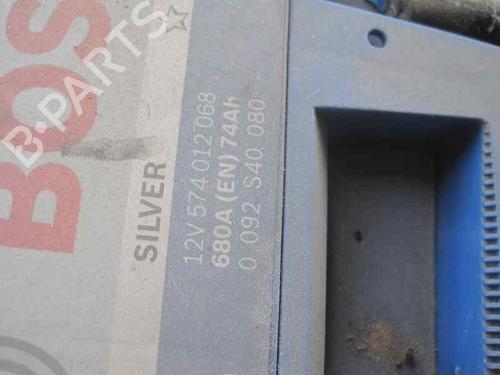 BOS
SILVER
12V 574 012 068
680A (EN) 74Ah
0 092 S40 080
B-PARTS